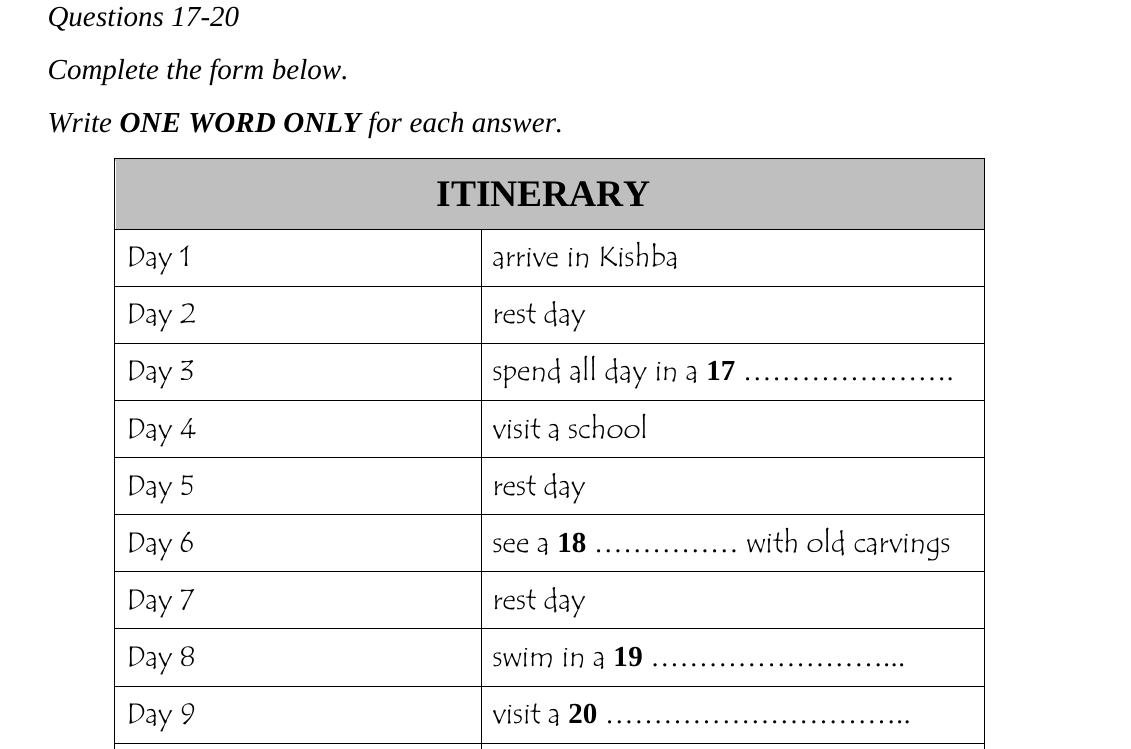 Questions 17-20
Complete the form below.
Write ONE WORD ONLY for each answer.
ITINERARY
Day 1 arrive in Kishba
Day 2 rest day
Day 3 spend all day in a 17 ………………….
Day 4 visit a school
Day 5 rest day
Day 6 see a 18 …………… with old carvings
Day 7 rest day
Day 8 swim in a 19 ……………………...
Day 9 visit a 20 …………………………..